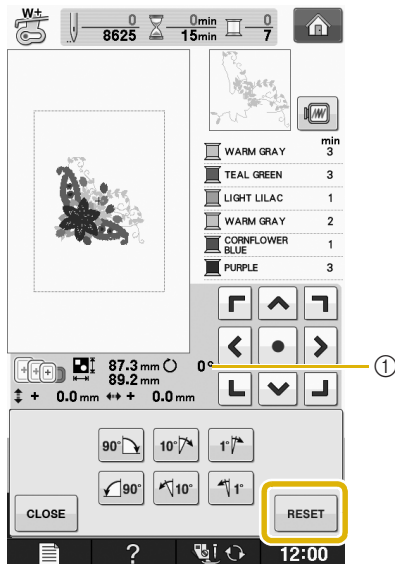 W+
0 0min 0
8625 15min 7
min
WARM GRAY 3
TEAL GREEN 3
LIGHT LILAC 1
WARM GRAY 2
CORNFLOWER BLUE 1
PURPLE 3
87.3 mm 0°
89.2 mm
+ 0.0 mm + 0.0 mm
①
90° 10° 1°
90° 10° 1°
CLOSE RESET
? 12:00